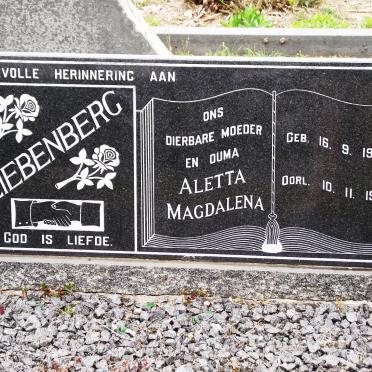 VOLLE HERINNERING AAN
IEBENBERG
GOD IS LIEFDE.
ONS
DIERBARE MOEDER
EN OUMA
ALETTA
MAGDALENA
GEB. 16. 9. 19
OORL. 10. 11. 19